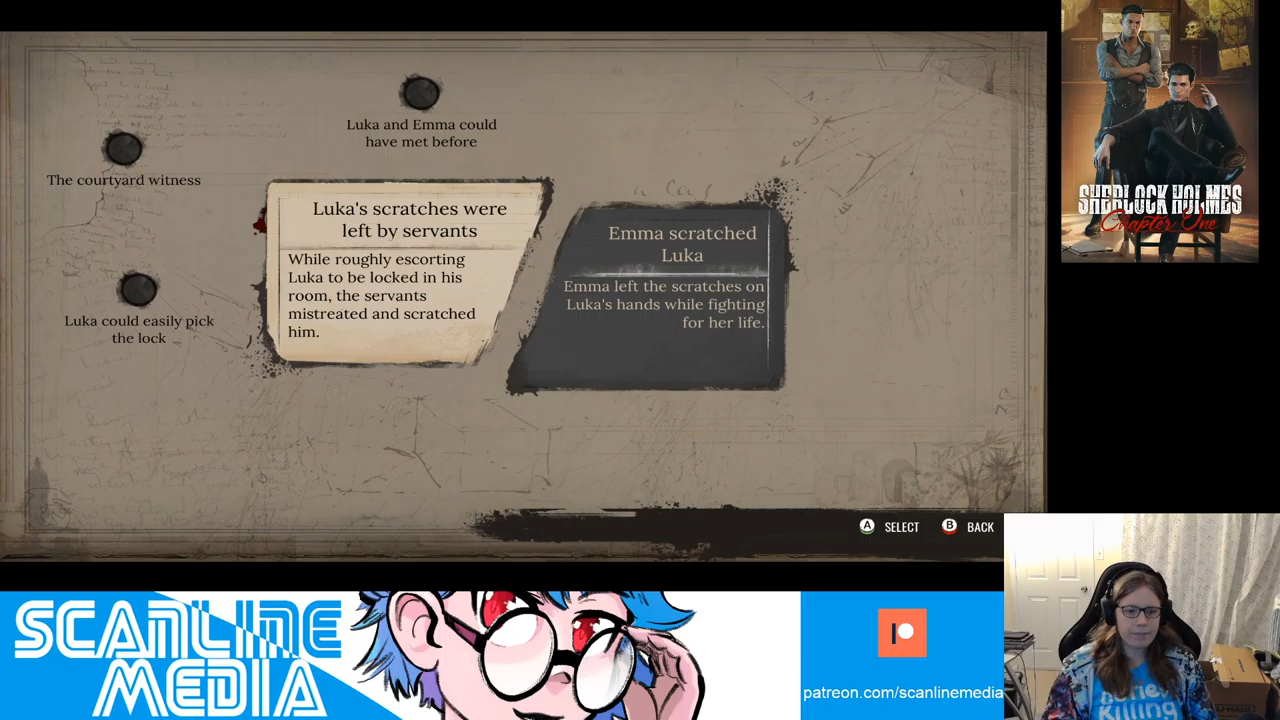 Luka and Emma could
have met before
The courtyard witness
Luka's scratches were
left by servants
While roughly escorting
Luka to be locked in his
room, the servants
mistreated and scratched
him.
Emma scratched
Luka
Emma left the scratches on
Luka's hands while fighting
for her life.
Luka could easily pick
the lock
A SELECT B BACK
SHERLOCK HOLMES
Chapter One
SCANLINE
MEDIA
patreon.com/scanlinemedia
Killing